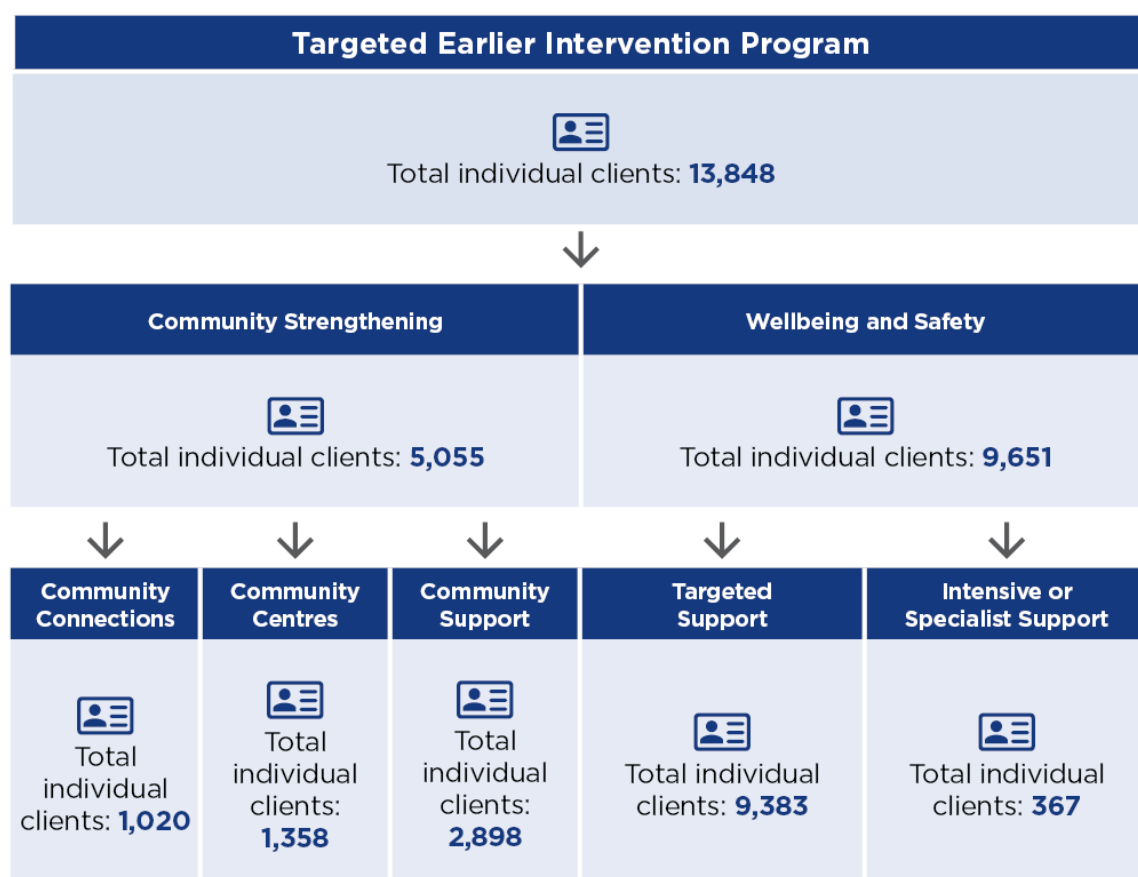 Targeted Earlier Intervention Program
Total individual clients: 13,848
Community Strengthening
Total individual clients: 5,055
Wellbeing and Safety
Total individual clients: 9,651
Community
Connections
Total
individual
clients: 1,020
Community
Centres
Total
individual
clients:
1,358
Community
Support
Total
individual
clients:
2,898
Targeted
Support
Total individual
clients: 9,383
Intensive or
Specialist Support
Total individual
clients: 367